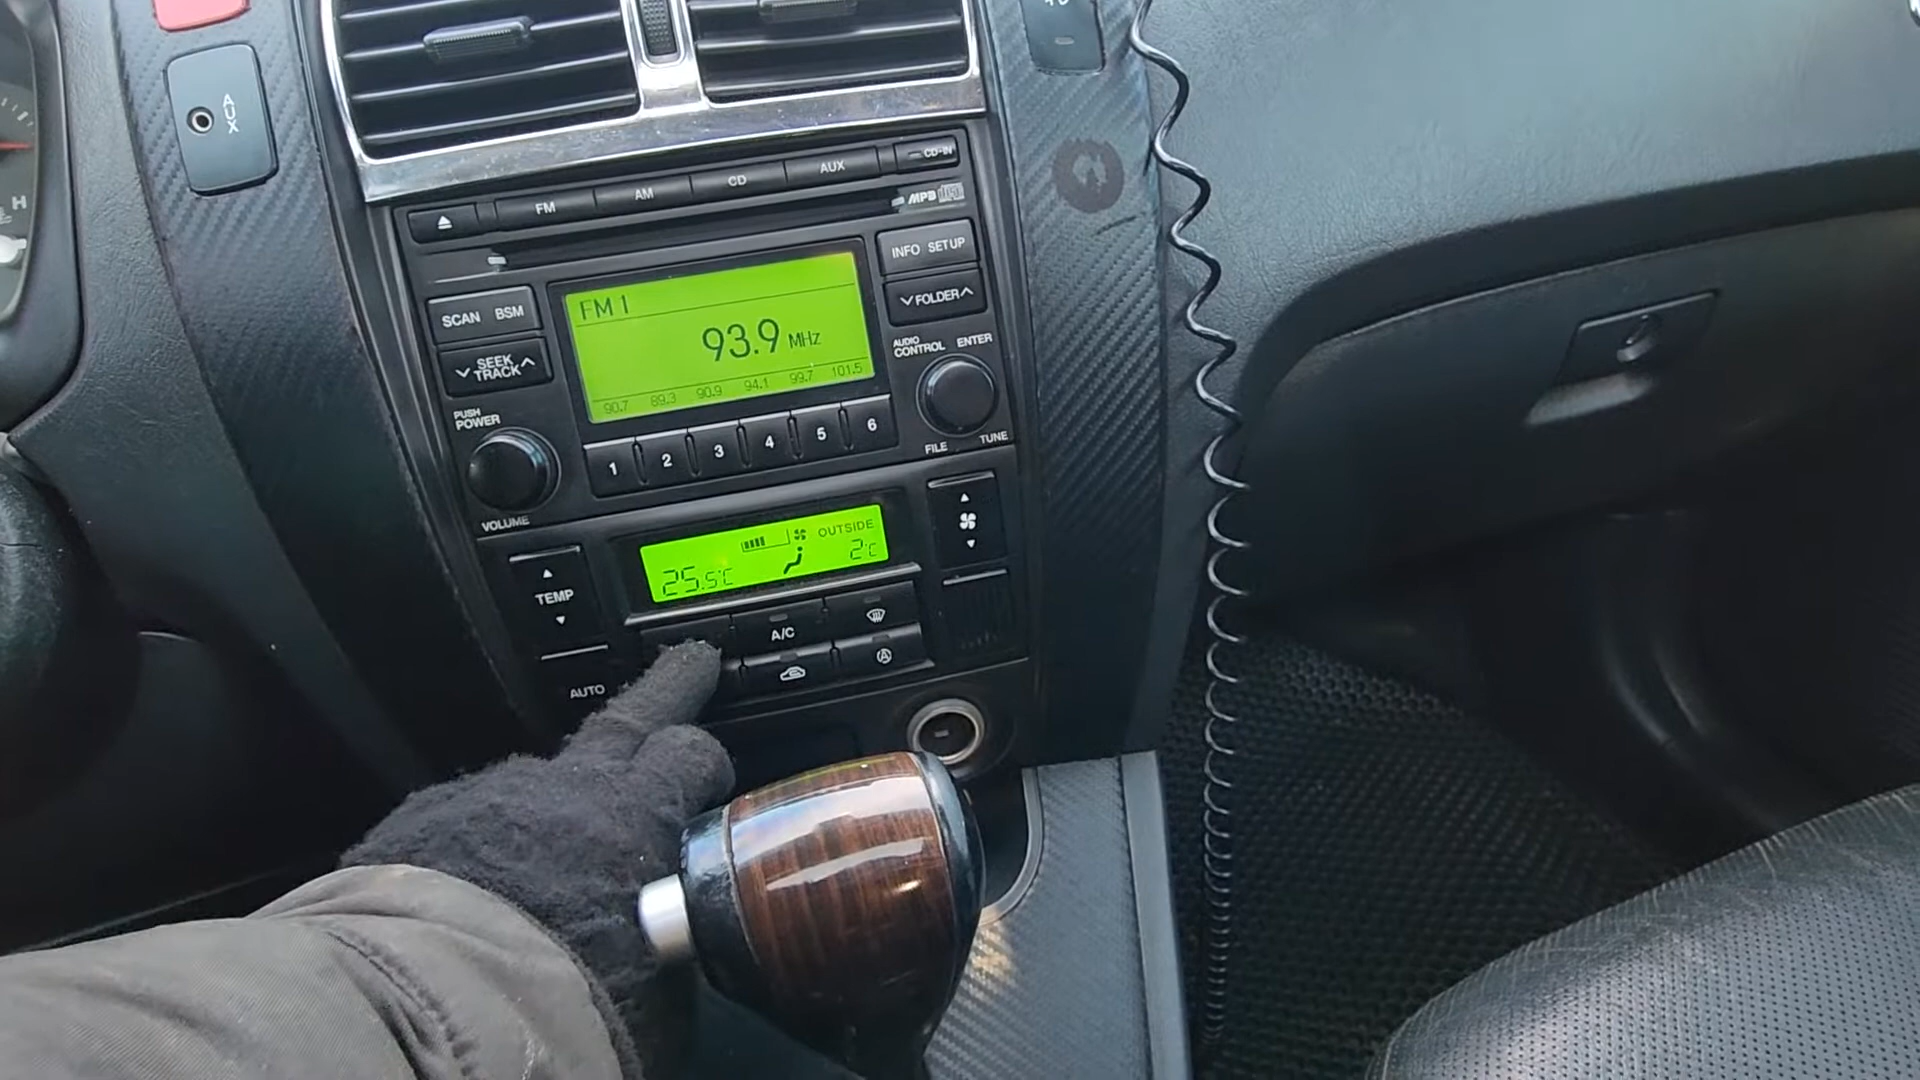 AUX
H
FM
AM
CD
AUX
CD-IN
MP3
INFO SETUP
SCAN BSM
FM 1
FOLDER
93.9 MHz
SEEK
TRACK
AUDIO
CONTROL ENTER
90.7 89.3 90.9 94.1 99.7 101.5
PUSH
POWER
1 2 3 4 5 6
FILE TUNE
VOLUME
OUTSIDE
25.5°C 2°C
TEMP
A/C
AUTO